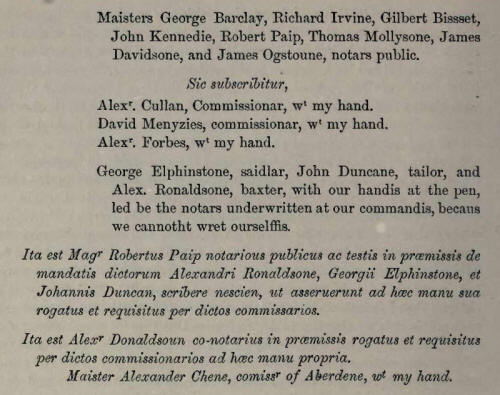 Maisters George Barclay, Richard Irvine, Gilbert Bissset,
John Kennedie, Robert Paip, Thomas Mollysone, James
Davidsone, and James Ogstoune, notars public.
Sic subscribitur,
Alexr. Cullan, Commissionar, wt my hand.
David Menyzies, commissionar, wt my hand.
Alexr. Forbes, wt my hand.
George Elphinstone, saidlar, John Duncane, tailor, and
Alex. Ronaldsone, baxter, with our handis at the pen,
led be the notars underwritten at our commandis, becaus
we cannotht wret ourselffis.
Ita est Magr Robertus Paip notarious publicus ac testis in præmissis de
mandatis dictorum Alexandri Ronaldsone, Georgii Elphinstone, et
Johannis Duncan, scribere nescien, ut asseruerunt ad hæc manu sua
rogatus et requisitus per dictos commissarios.
Ita est Alexr Donaldsoun co-notarius in præmissis rogatus et requisitus
per dictos commissionarios ad hæc manu propria.
Maister Alexander Chene, comissr of Aberdene, wt my hand.